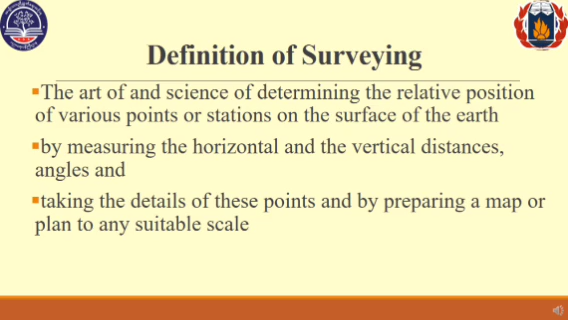 Definition of Surveying
▪The art of and science of determining the relative position
of various points or stations on the surface of the earth
▪by measuring the horizontal and the vertical distances,
angles and
▪taking the details of these points and by preparing a map or
plan to any suitable scale